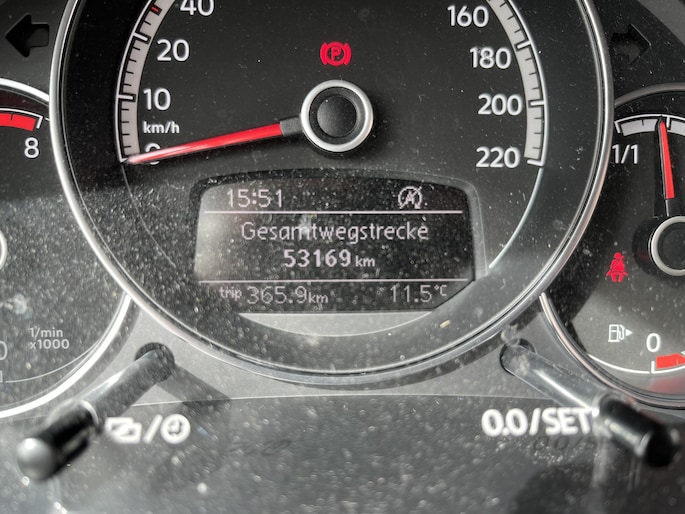 40
20
10
km/h
0
160
180
200
220
P
8
1/min
x1000
15:51
A
Gesamtwegstrecke
53169 km
trip 365.9 km
11.5°C
1/1
0
0.0/SET